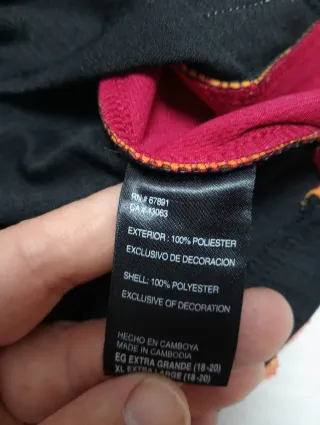 RN# 67891
CA# 43063
EXTERIOR : 100% POLIESTER
EXCLUSIVO DE DECORACION
SHELL: 100% POLYESTER
EXCLUSIVE OF DECORATION
HECHO EN CAMBOYA
MADE IN CAMBODIA
EG EXTRA GRANDE (18-20)
XL EXTRA LARGE (18-20)